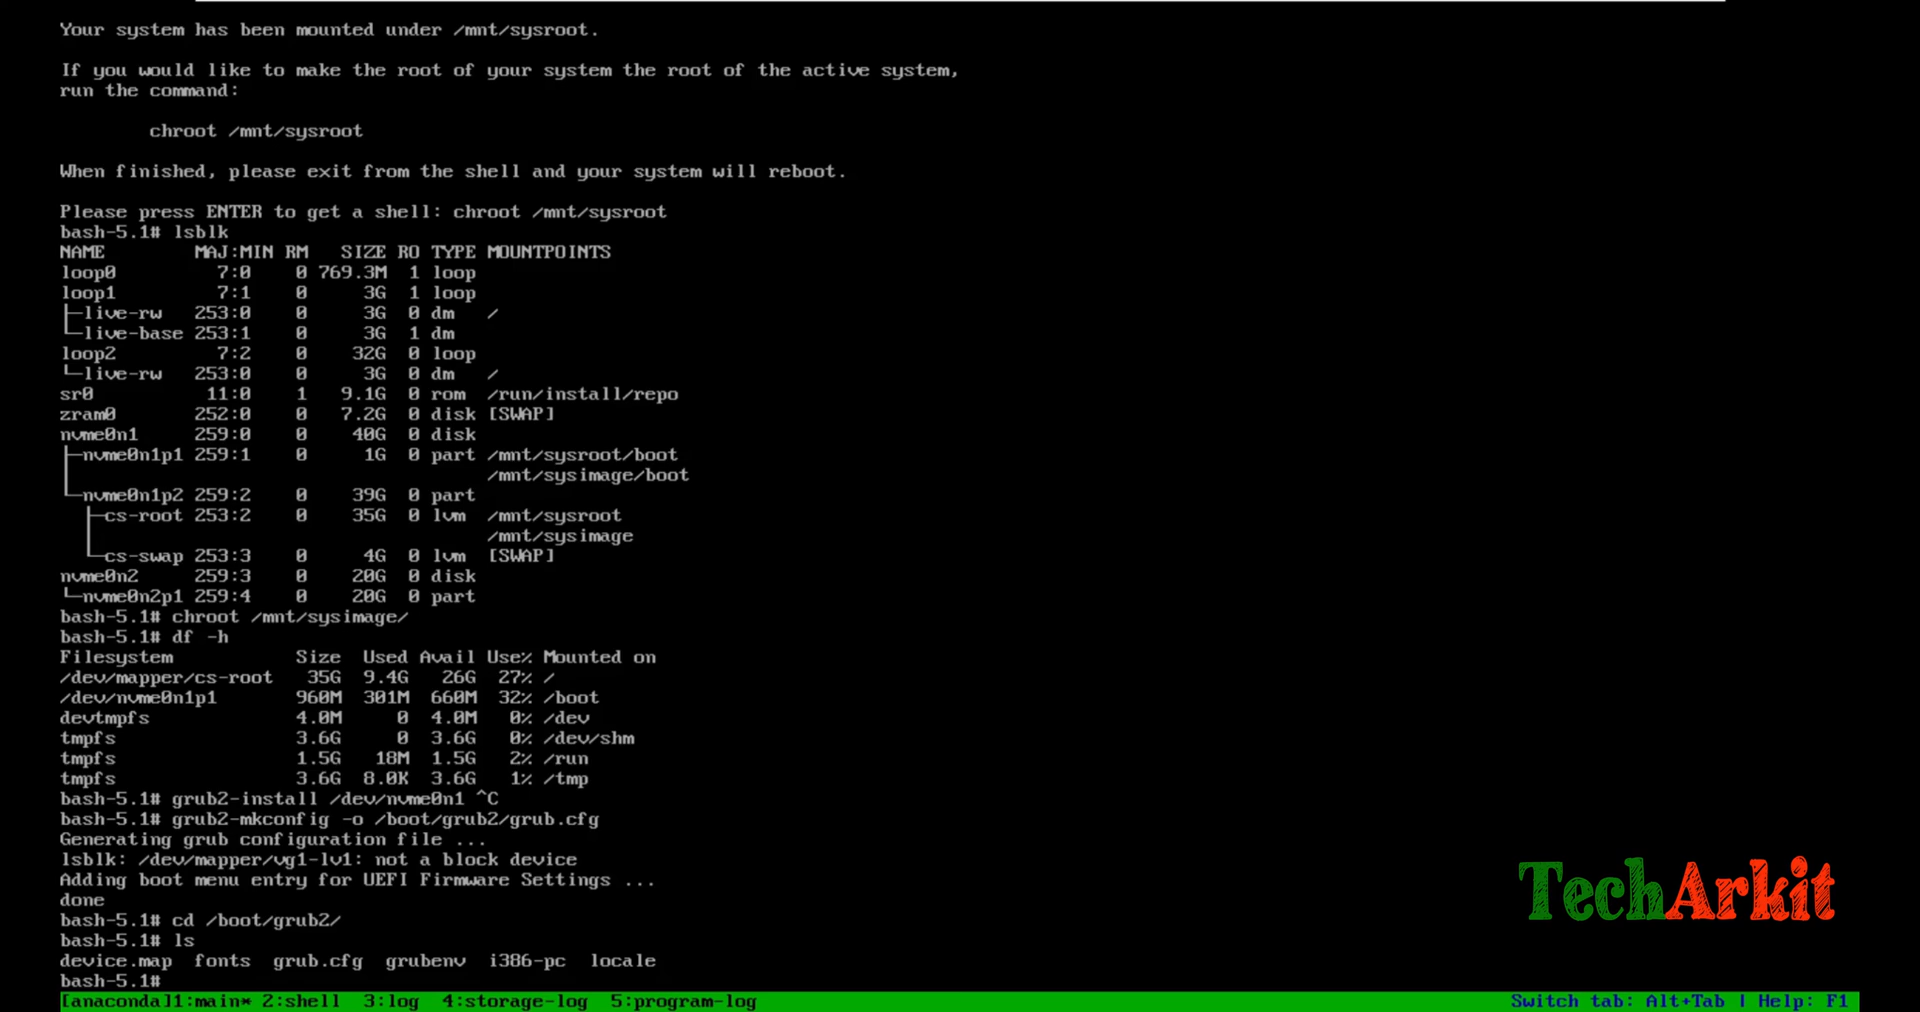 Your system has been mounted under /mnt/sysroot.
If you would like to make the root of your system the root of the active system,
run the command:
chroot /mnt/sysroot
When finished, please exit from the shell and your system will reboot.
Please press ENTER to get a shell: chroot /mnt/sysroot
bash-5.1# lsblk
NAME MAJ:MIN RM SIZE RO TYPE MOUNTPOINTS
loop0 7:0 0 769.3M 1 loop
loop1 7:1 0 3G 1 loop
├─live-rw 253:0 0 3G 0 dm /
└─live-base 253:1 0 3G 1 dm
loop2 7:2 0 32G 0 loop
└─live-rw 253:0 0 3G 0 dm /
sr0 11:0 1 9.1G 0 rom /run/install/repo
zram0 252:0 0 7.2G 0 disk [SWAP]
nvme0n1 259:0 0 40G 0 disk
├─nvme0n1p1 259:1 0 1G 0 part /mnt/sysroot/boot
│ /mnt/sysimage/boot
└─nvme0n1p2 259:2 0 39G 0 part
├─cs-root 253:2 0 35G 0 lvm /mnt/sysroot
│ /mnt/sysimage
└─cs-swap 253:3 0 4G 0 lvm [SWAP]
nvme0n2 259:3 0 20G 0 disk
└─nvme0n2p1 259:4 0 20G 0 part
bash-5.1# chroot /mnt/sysimage/
bash-5.1# df -h
Filesystem Size Used Avail Use% Mounted on
/dev/mapper/cs-root 35G 9.4G 26G 27% /
/dev/nvme0n1p1 960M 301M 660M 32% /boot
devtmpfs 4.0M 0 4.0M 0% /dev
tmpfs 3.6G 0 3.6G 0% /dev/shm
tmpfs 1.5G 18M 1.5G 2% /run
tmpfs 3.6G 8.0K 3.6G 1% /tmp
bash-5.1# grub2-install /dev/nvme0n1 ^C
bash-5.1# grub2-mkconfig -o /boot/grub2/grub.cfg
Generating grub configuration file ...
lsblk: /dev/mapper/vg1-lv1: not a block device
Adding boot menu entry for UEFI Firmware Settings ...
done
bash-5.1# cd /boot/grub2/
bash-5.1# ls
device.map fonts grub.cfg grubenv i386-pc locale
bash-5.1#
TechArkit
[anaconda]1:main* 2:shell 3:log 4:storage-log 5:program-log Switch tab: Alt+Tab | Help: F1